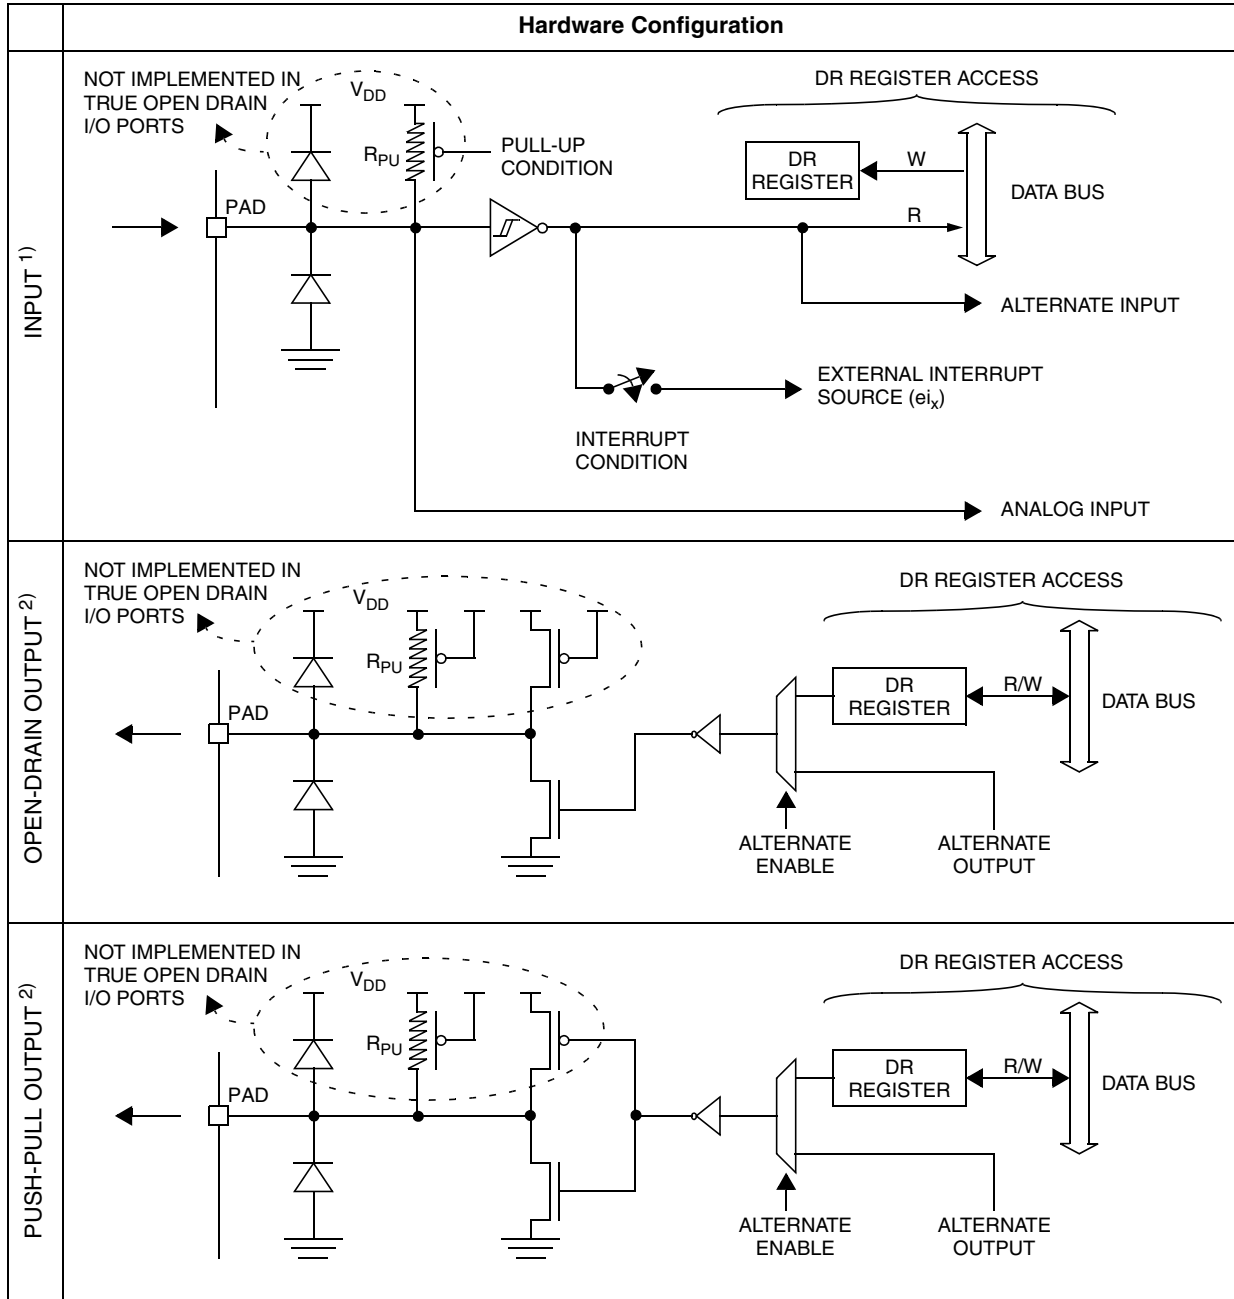 Hardware Configuration
INPUT 1)
NOT IMPLEMENTED IN
TRUE OPEN DRAIN
I/O PORTS
VDD
RPU
PULL-UP
CONDITION
PAD
DR REGISTER ACCESS
DR
REGISTER
W
R
DATA BUS
ALTERNATE INPUT
EXTERNAL INTERRUPT
SOURCE (eix)
INTERRUPT
CONDITION
ANALOG INPUT
OPEN-DRAIN OUTPUT 2)
NOT IMPLEMENTED IN
TRUE OPEN DRAIN
I/O PORTS
VDD
RPU
PAD
DR REGISTER ACCESS
DR
REGISTER
R/W
DATA BUS
ALTERNATE
ENABLE
ALTERNATE
OUTPUT
PUSH-PULL OUTPUT 2)
NOT IMPLEMENTED IN
TRUE OPEN DRAIN
I/O PORTS
VDD
RPU
PAD
DR REGISTER ACCESS
DR
REGISTER
R/W
DATA BUS
ALTERNATE
ENABLE
ALTERNATE
OUTPUT